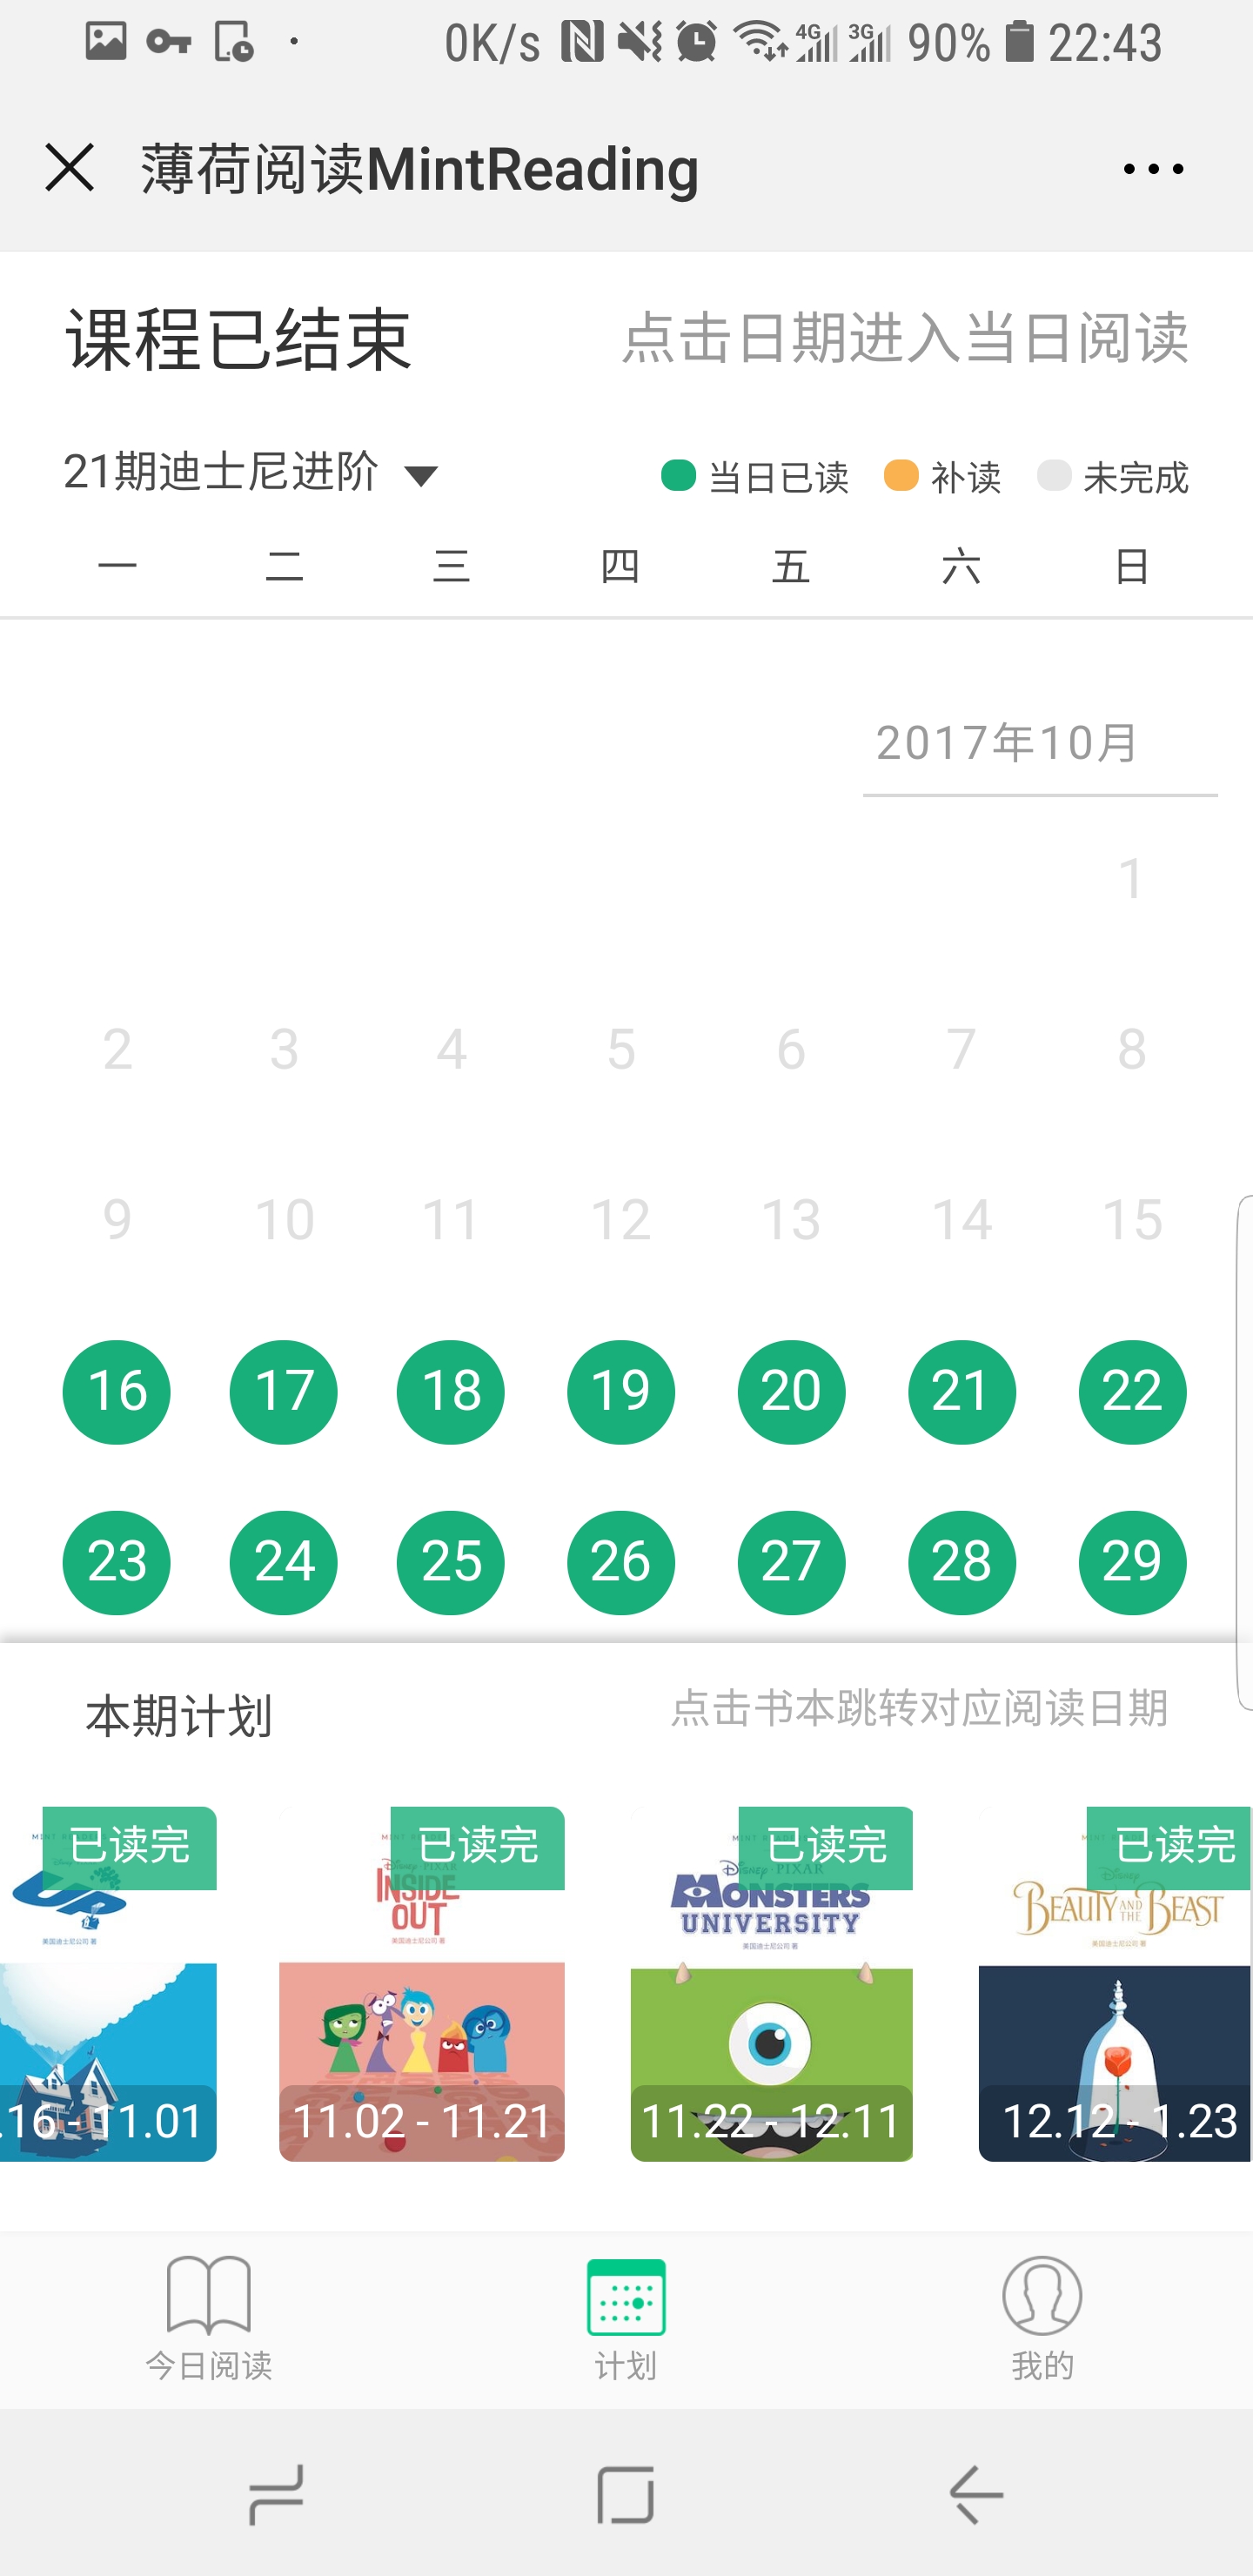 0K/s 4G 3G 90% 22:43
薄荷阅读MintReading
课程已结束 点击日期进入当日阅读
21期迪士尼进阶 当日已读 补读 未完成
一 二 三 四 五 六 日
2017年10月
1
2 3 4 5 6 7 8
9 10 11 12 13 14 15
16 17 18 19 20 21 22
23 24 25 26 27 28 29
本期计划 点击书本跳转对应阅读日期
已读完 已读完 已读完 已读完
美国迪士尼公司 著
.16 - 11.01
Disney PIXAR
INSIDE
OUT
美国迪士尼公司 著
11.02 - 11.21
Disney PIXAR
MONSTERS
UNIVERSITY
美国迪士尼公司 著
11.22 - 12.11
BEAUTY AND THE BEAST
美国迪士尼公司 著
12.12 - 1.23
今日阅读 计划 我的